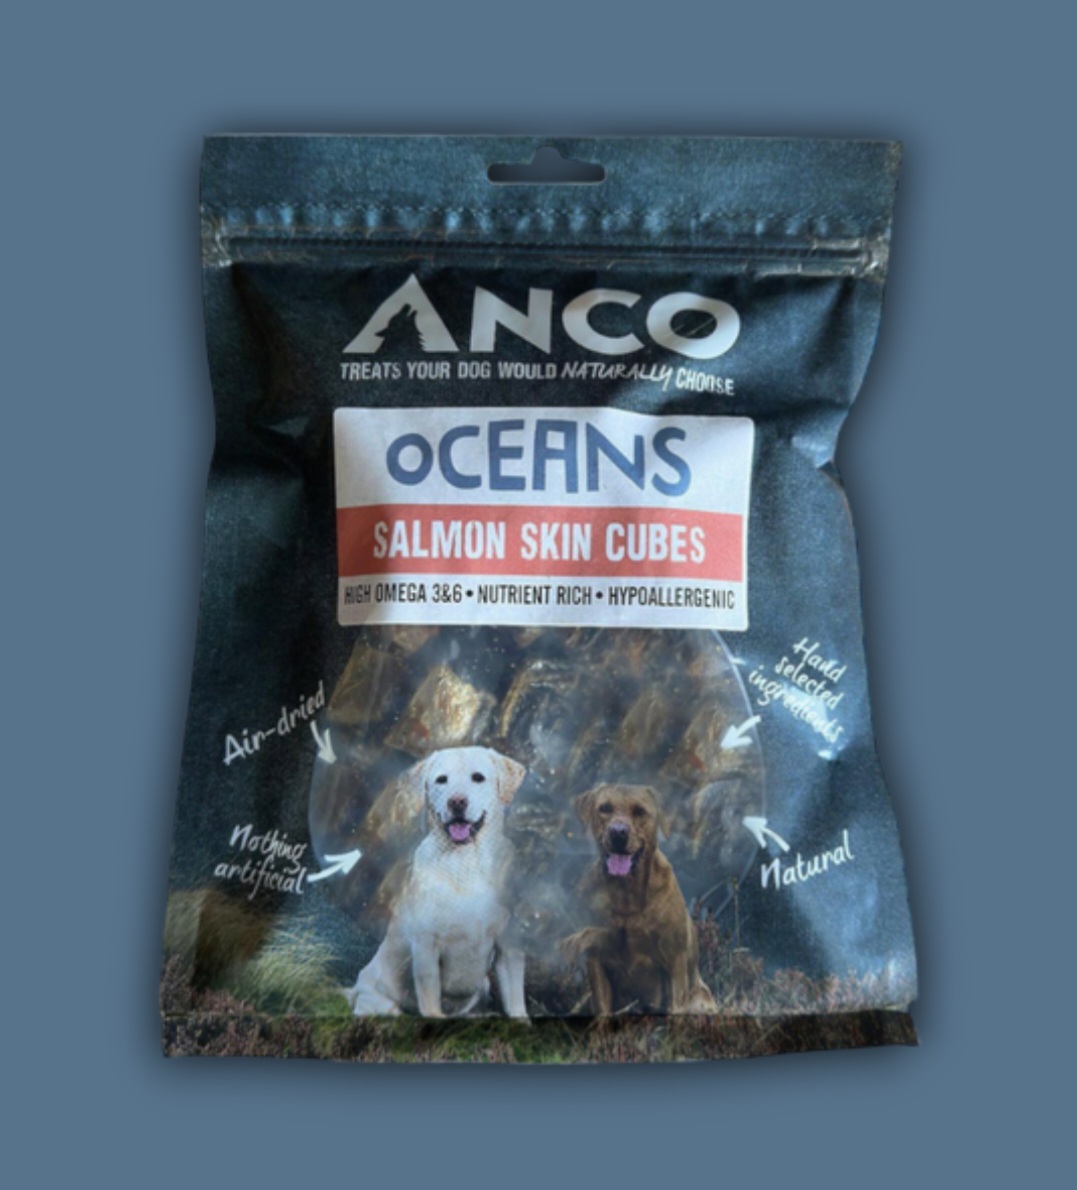 ANCO
TREATS YOUR DOG WOULD NATURALLY CHOOSE
OCEANS
SALMON SKIN CUBES
HIGH OMEGA 3&6 • NUTRIENT RICH • HYPOALLERGENIC
Hand
selected
ingredients
Air-dried
Nothing
artificial
Natural